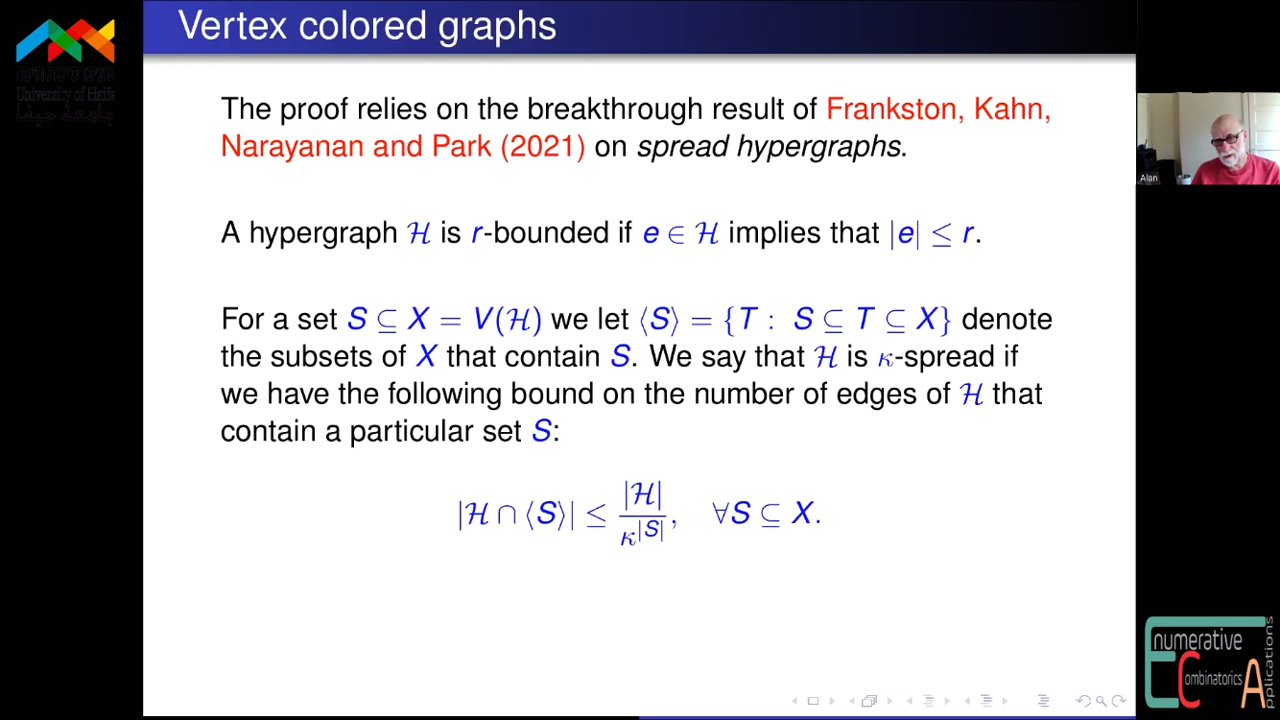 Vertex colored graphs
University of Haifa
The proof relies on the breakthrough result of Frankston, Kahn,
Narayanan and Park (2021) on spread hypergraphs.
A hypergraph ℋ is r-bounded if e ∈ ℋ implies that |e| ≤ r.
For a set S ⊆ X = V(ℋ) we let ⟨S⟩ = {T : S ⊆ T ⊆ X} denote
the subsets of X that contain S. We say that ℋ is κ-spread if
we have the following bound on the number of edges of ℋ that
contain a particular set S:
|ℋ ∩ ⟨S⟩| ≤ |ℋ| / κ^|S|, ∀S ⊆ X.
Alan
Enumerative
Combinatorics
Applications